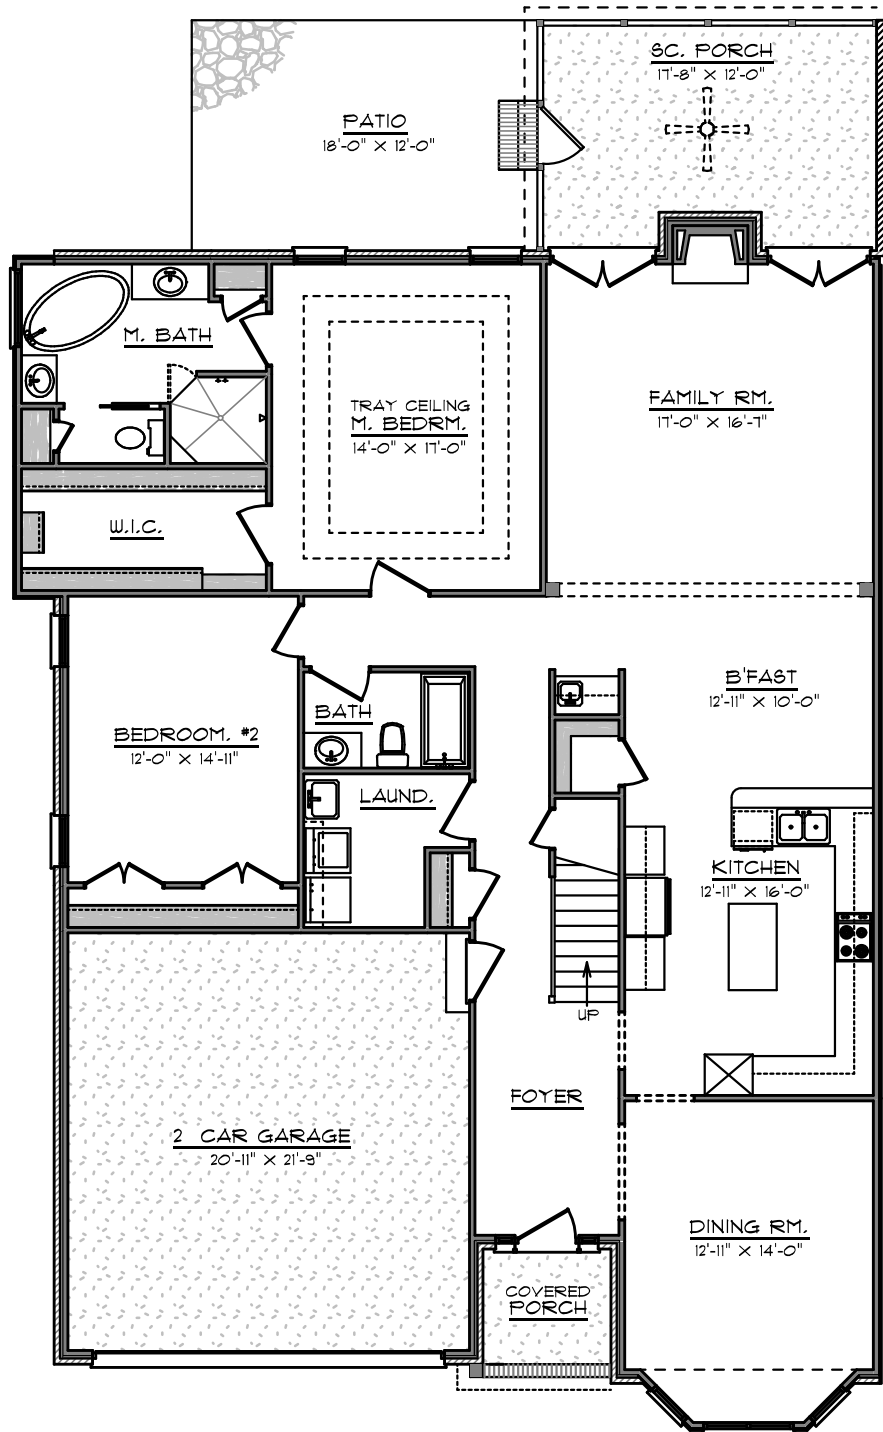 SC. PORCH
17'-8" X 12'-0"
PATIO
18'-0" X 12'-0"
M. BATH
TRAY CEILING
M. BEDRM.
14'-0" X 17'-0"
FAMILY RM.
17'-0" X 16'-7"
W.I.C.
B'FAST
12'-11" X 10'-0"
BATH
BEDROOM. #2
12'-0" X 14'-11"
LAUND.
KITCHEN
12'-11" X 16'-0"
UP
FOYER
2 CAR GARAGE
20'-11" X 21'-9"
DINING RM.
12'-11" X 14'-0"
COVERED
PORCH